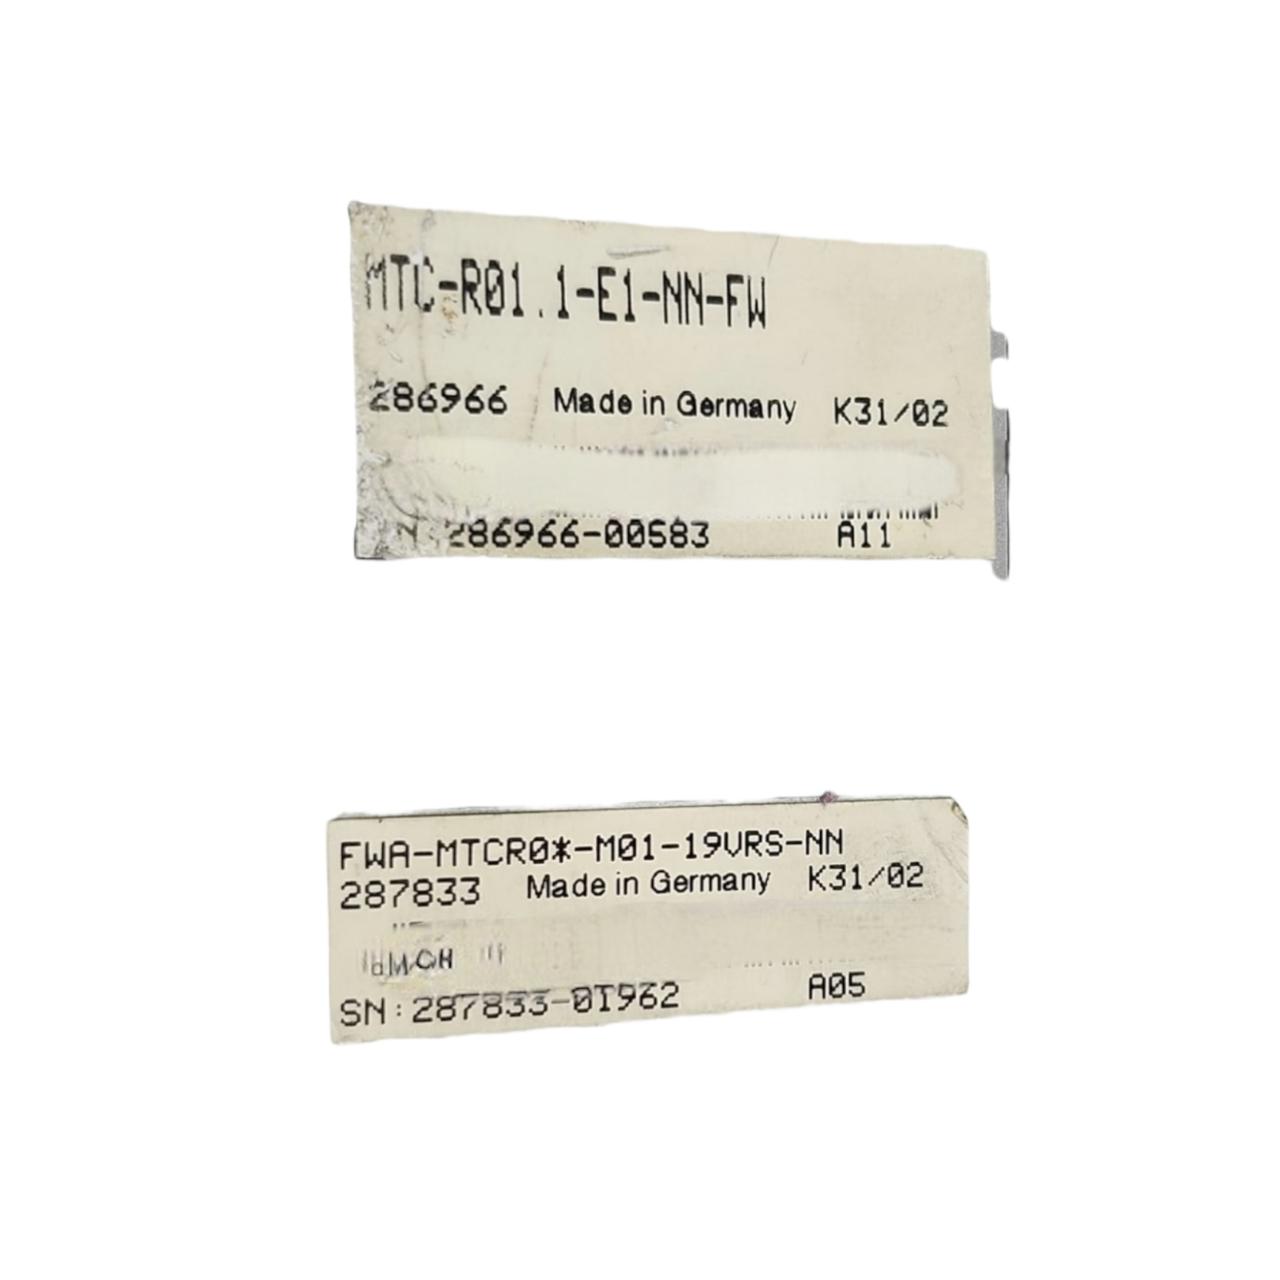 MTC-R01.1-E1-NN-FW
286966 Made in Germany K31/02
286966-00583 A11
FWA-MTCR0*-M01-19VRS-NN
287833 Made in Germany K31/02
SN:287833-01962 A05